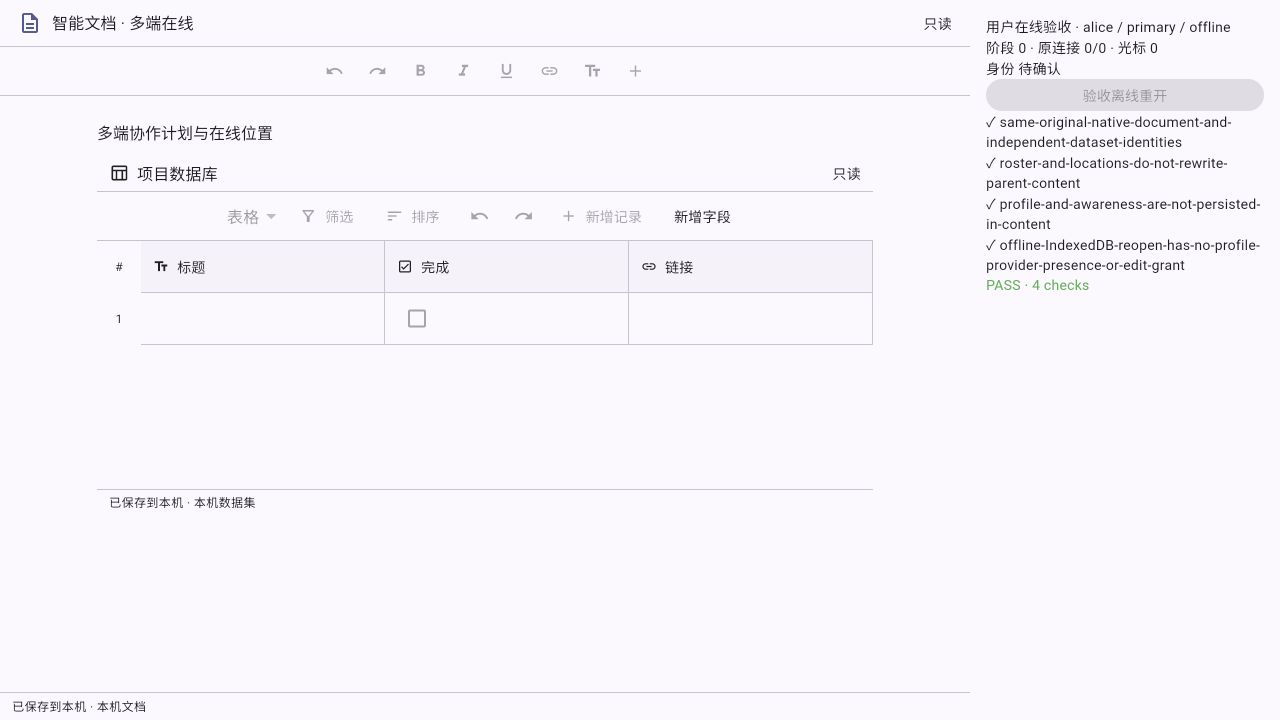 智能文档 · 多端在线
只读
B I U Tr
多端协作计划与在线位置
项目数据库
只读
表格 筛选 排序 新增记录 新增字段
# Tr 标题 完成 链接
1
已保存到本机 · 本机数据集
已保存到本机 · 本机文档
用户在线验收 · alice / primary / offline
阶段 0 · 原连接 0/0 · 光标 0
身份 待确认
验收离线重开
✓ same-original-native-document-and-
independent-dataset-identities
✓ roster-and-locations-do-not-rewrite-
parent-content
✓ profile-and-awareness-are-not-persisted-
in-content
✓ offline-IndexedDB-reopen-has-no-profile-
provider-presence-or-edit-grant
PASS · 4 checks